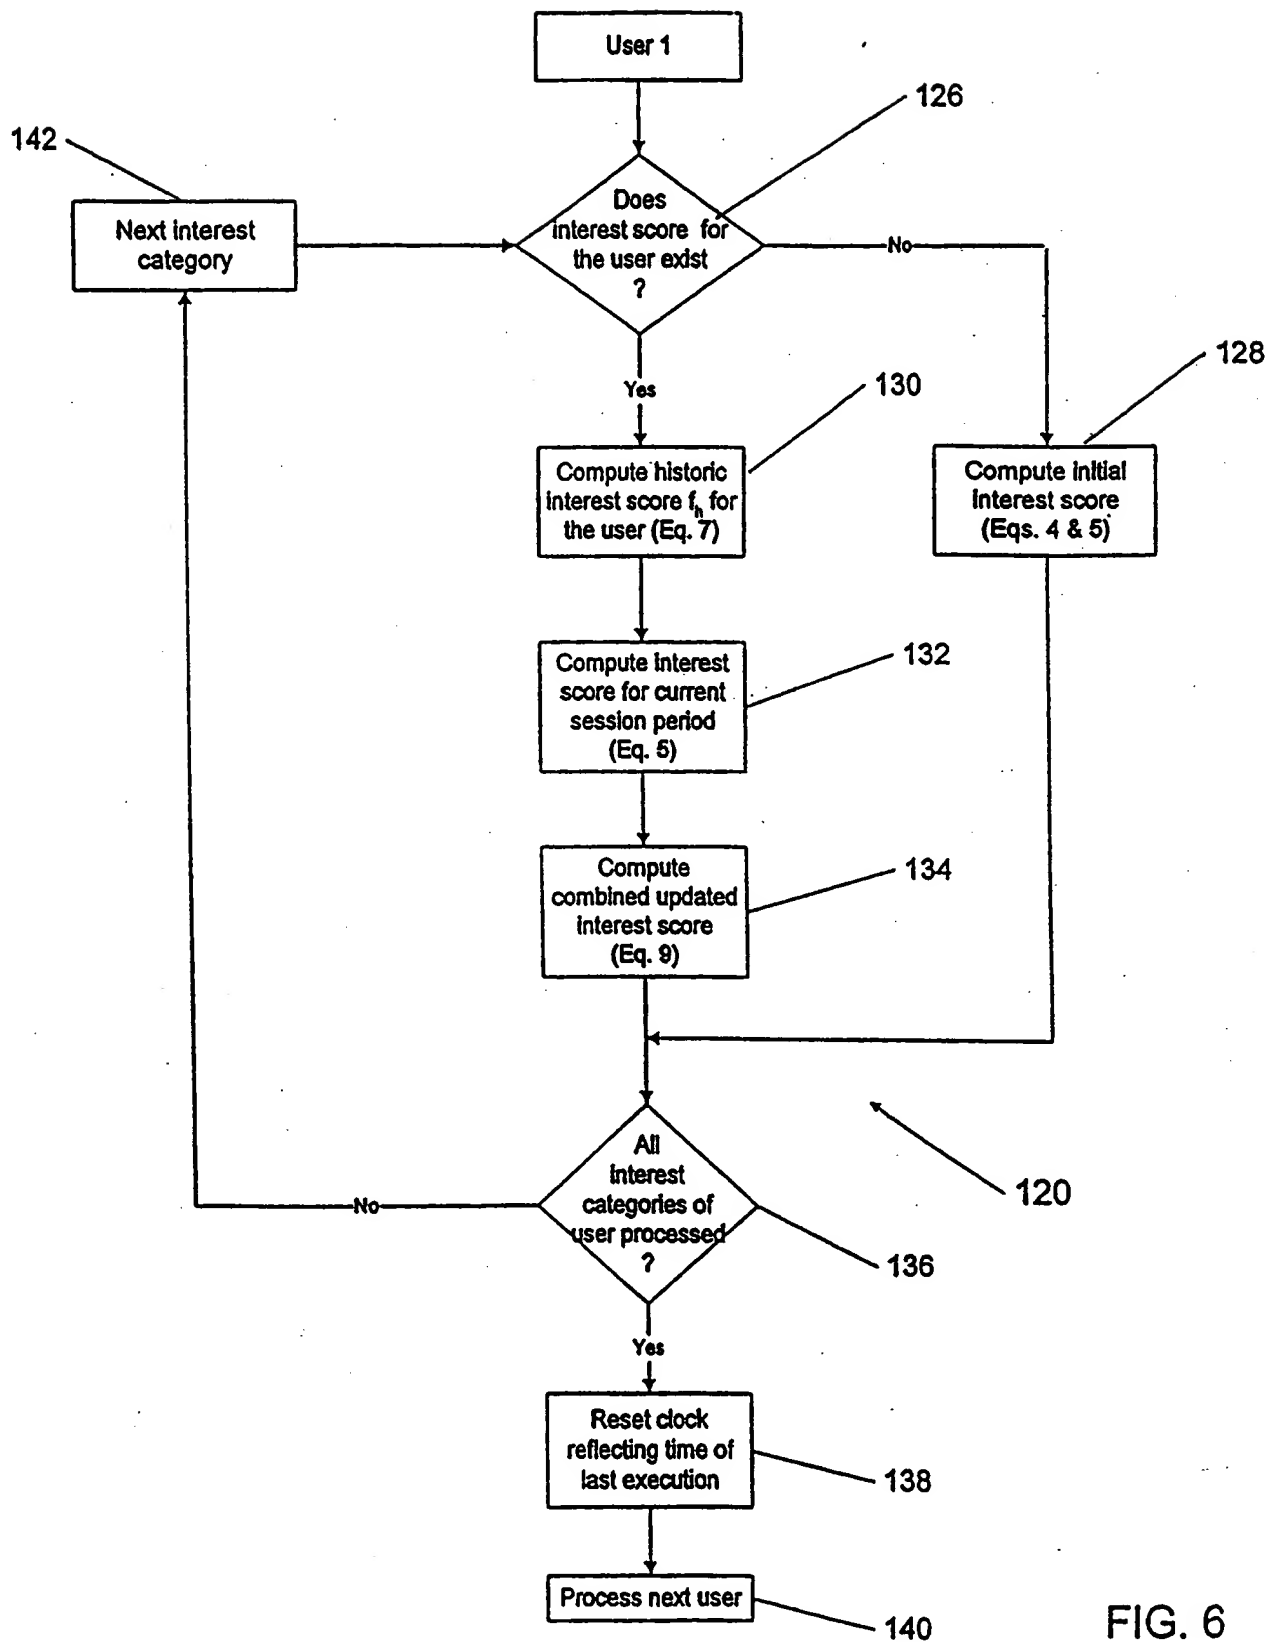 User 1
126
142
Does
interest score for
the user exist
?
Next interest
category
No
128
Yes
130
Compute historic
interest score fh for
the user (Eq. 7)
Compute initial
interest score
(Eqs. 4 & 5)
132
Compute interest
score for current
session period
(Eq. 5)
134
Compute
combined updated
interest score
(Eq. 9)
All
interest
categories of
user processed
?
No
120
136
Yes
Reset clock
reflecting time of
last execution
138
Process next user
140
FIG. 6